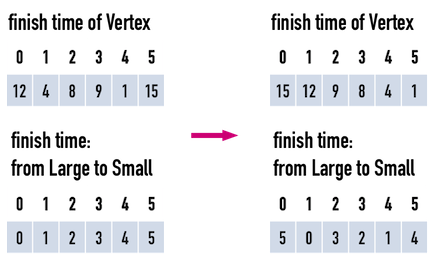 finish time of Vertex
0 1 2 3 4 5
12 4 8 9 1 15
finish time:
from Large to Small
0 1 2 3 4 5
0 1 2 3 4 5
finish time of Vertex
0 1 2 3 4 5
15 12 9 8 4 1
finish time:
from Large to Small
0 1 2 3 4 5
5 0 3 2 1 4